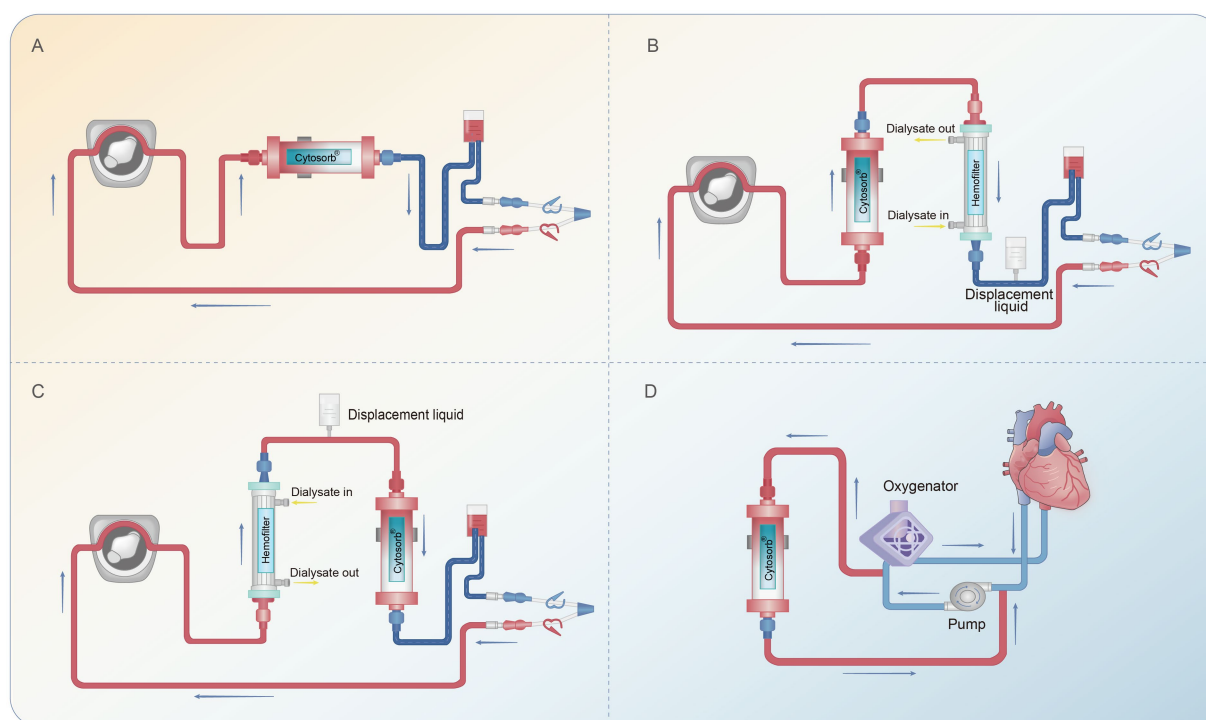 A
Cytosorb®
B
Dialysate out
Cytosorb®
Hemofilter
Dialysate in
Displacement
liquid
C
Displacement liquid
Dialysate in
Hemofilter
Cytosorb®
Dialysate out
D
Oxygenator
Cytosorb®
Pump